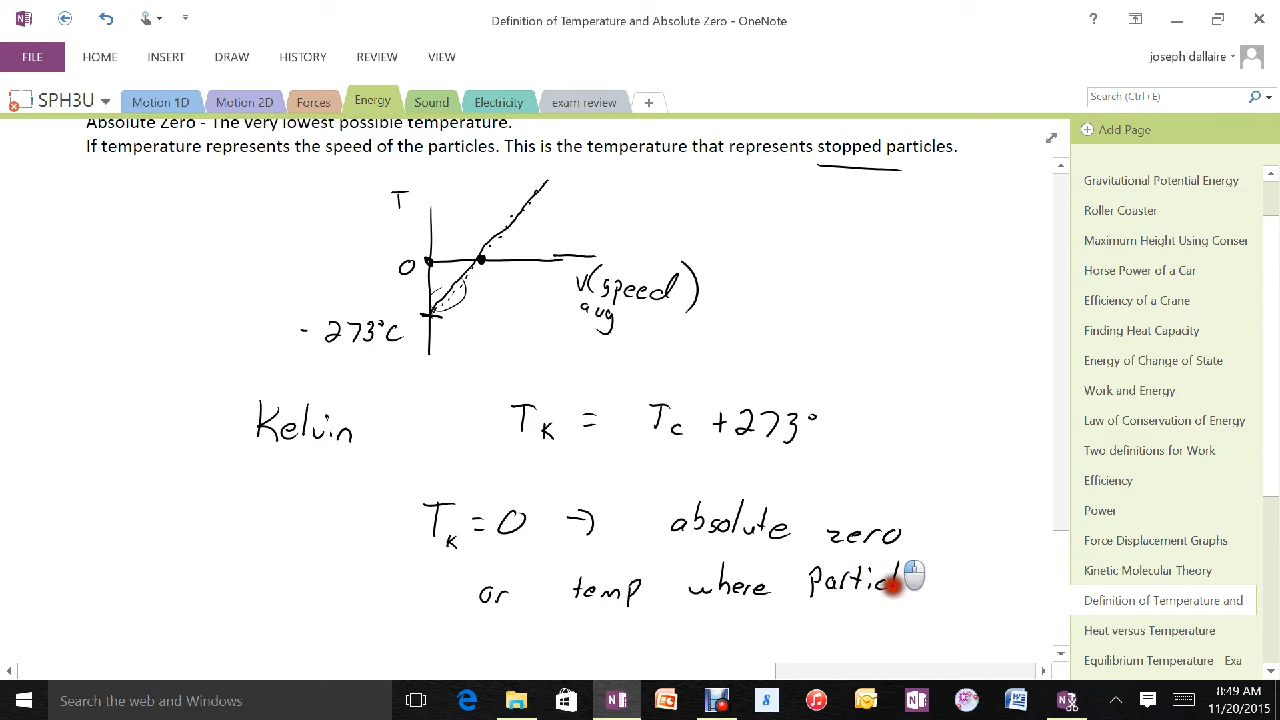 Definition of Temperature and Absolute Zero - OneNote
?
FILE HOME INSERT DRAW HISTORY REVIEW VIEW
joseph dallaire
SPH3U Motion 1D Motion 2D Forces Energy Sound Electricity exam review +
Search (Ctrl+E)
Absolute Zero - The very lowest possible temperature.
If temperature represents the speed of the particles. This is the temperature that represents stopped particles.
T
0
v(speed)
avg
- 273°C
Kelvin TK = Tc +273°
TK = 0 → absolute zero
or temp where particl
Add Page
Gravitational Potential Energy
Roller Coaster
Maximum Height Using Conser
Horse Power of a Car
Efficiency of a Crane
Finding Heat Capacity
Energy of Change of State
Work and Energy
Law of Conservation of Energy
Two definitions for Work
Efficiency
Power
Force Displacement Graphs
Kinetic Molecular Theory
Definition of Temperature and
Heat versus Temperature
Equilibrium Temperature Exa
Search the web and Windows
8:49 AM
11/20/2015